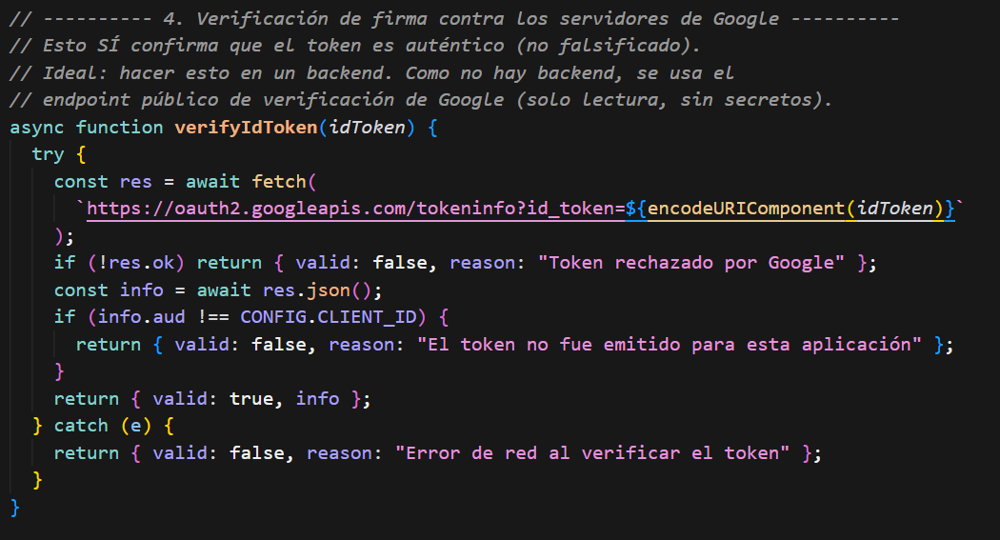 // ---------- 4. Verificación de firma contra los servidores de Google ----------
// Esto SÍ confirma que el token es auténtico (no falsificado).
// Ideal: hacer esto en un backend. Como no hay backend, se usa el
// endpoint público de verificación de Google (solo lectura, sin secretos).
async function verifyIdToken(idToken) {
  try {
    const res = await fetch(
      `https://oauth2.googleapis.com/tokeninfo?id_token=${encodeURIComponent(idToken)}`
    );
    if (!res.ok) return { valid: false, reason: "Token rechazado por Google" };
    const info = await res.json();
    if (info.aud !== CONFIG.CLIENT_ID) {
      return { valid: false, reason: "El token no fue emitido para esta aplicación" };
    }
    return { valid: true, info };
  } catch (e) {
    return { valid: false, reason: "Error de red al verificar el token" };
  }
}